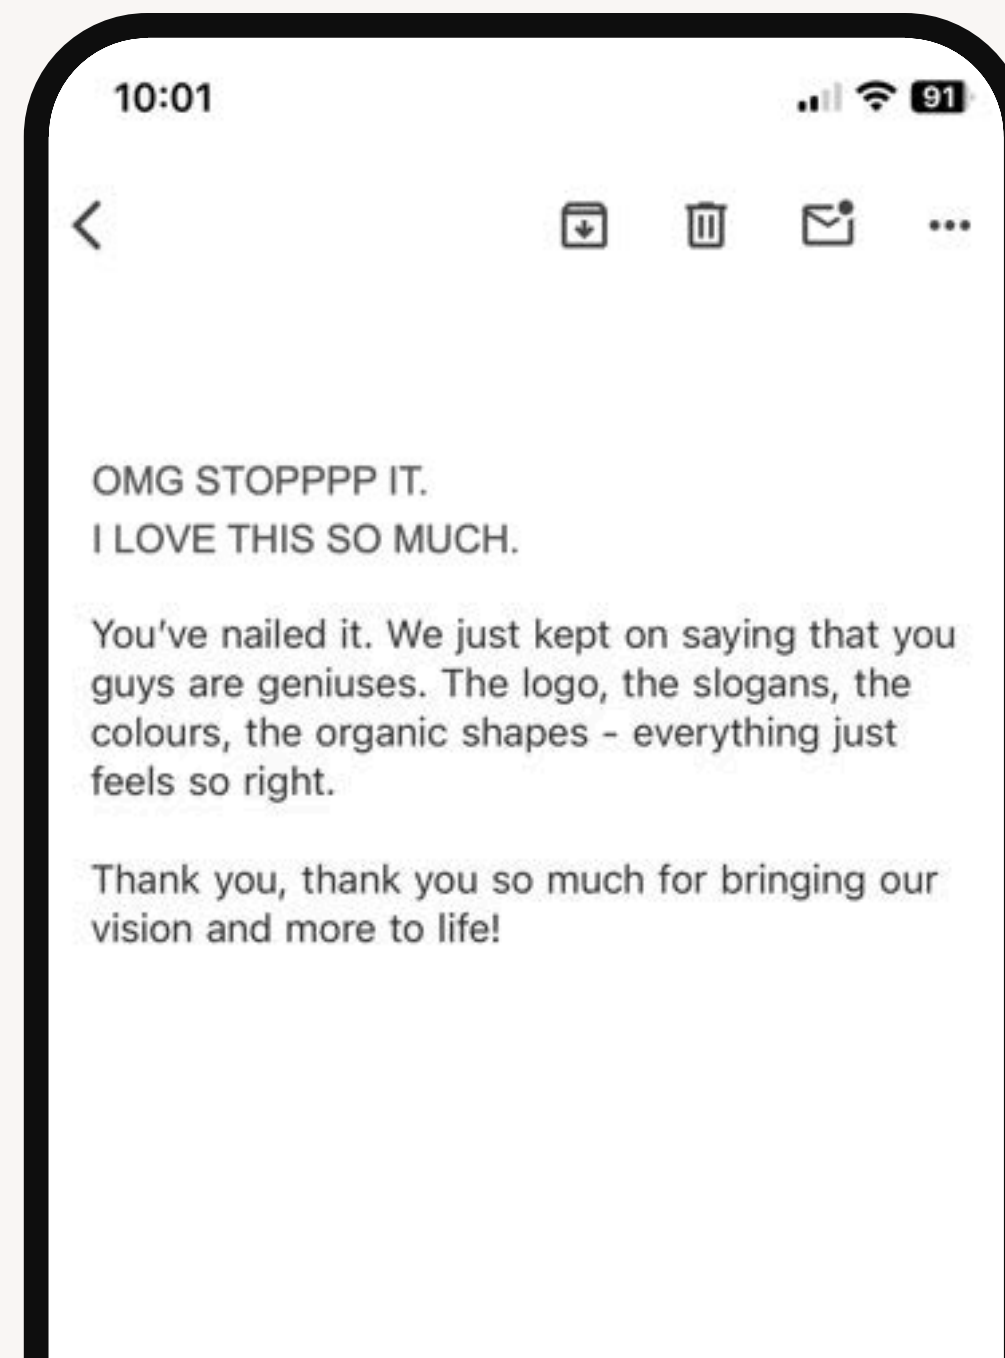 10:01
91
OMG STOPPPP IT.
I LOVE THIS SO MUCH.
You’ve nailed it. We just kept on saying that you
guys are geniuses. The logo, the slogans, the
colours, the organic shapes - everything just
feels so right.
Thank you, thank you so much for bringing our
vision and more to life!